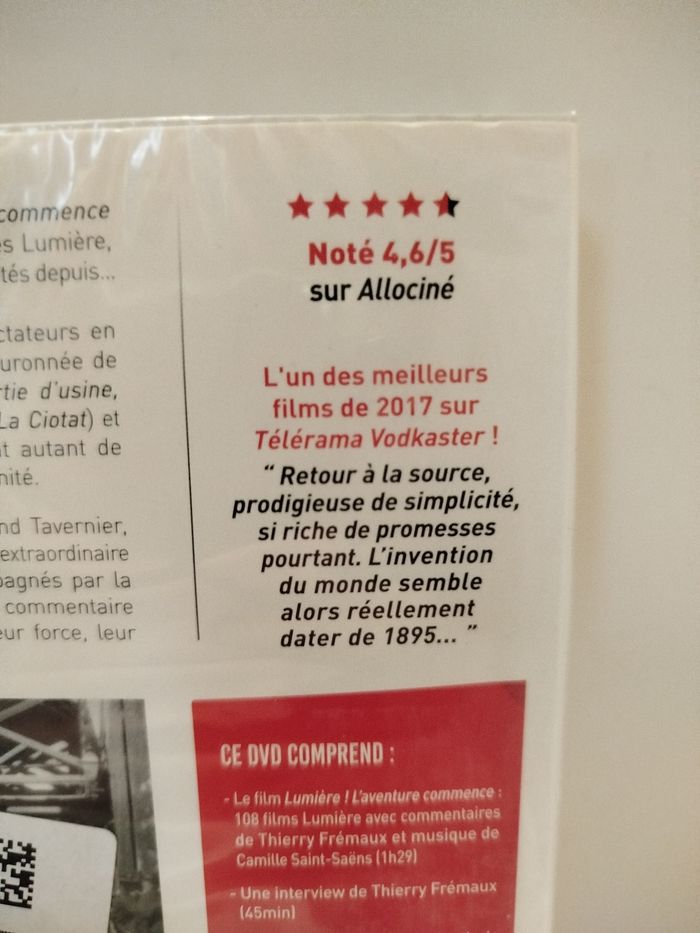 commence
es Lumière,
tés depuis...
ctateurs en
uronnée de
rtie d'usine,
La Ciotat) et
nt autant de
nité.
nd Tavernier,
extraordinaire
pagnés par la
commentaire
eur force, leur
Noté 4,6/5
sur Allociné
L'un des meilleurs
films de 2017 sur
Télérama Vodkaster !
“ Retour à la source,
prodigieuse de simplicité,
si riche de promesses
pourtant. L'invention
du monde semble
alors réellement
dater de 1895... ”
CE DVD COMPREND :
- Le film Lumière ! L'aventure commence :
108 films Lumière avec commentaires
de Thierry Frémaux et musique de
Camille Saint-Saëns (1h29)
- Une interview de Thierry Frémaux
(45min)